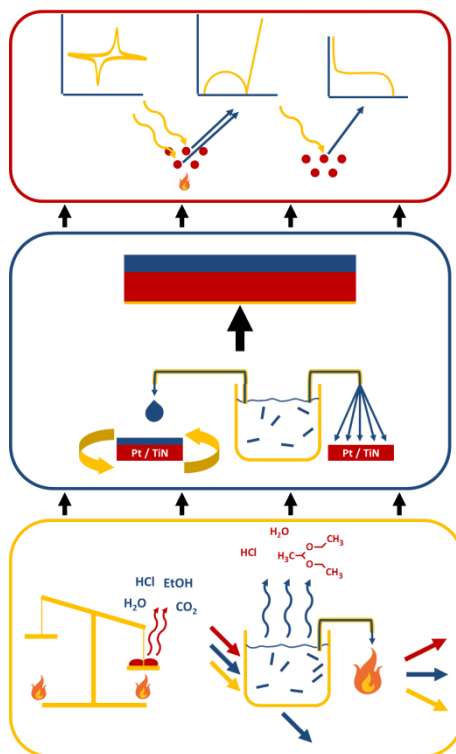 Pt / TiN
Pt / TiN
H₂O
HCl
H₃C
O
CH₃
O
CH₃
HCl EtOH
H₂O
CO₂